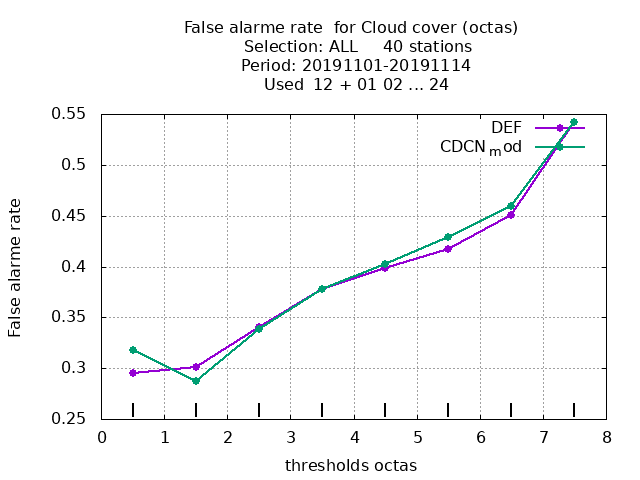 False alarme rate  for Cloud cover (octas)
Selection: ALL     40 stations
Period: 20191101-20191114
Used  12 + 01 02 ... 24
DEF
CDCNmod
0.55
0.5
0.45
0.4
0.35
0.3
0.25
False alarme rate
0 1 2 3 4 5 6 7 8
thresholds octas